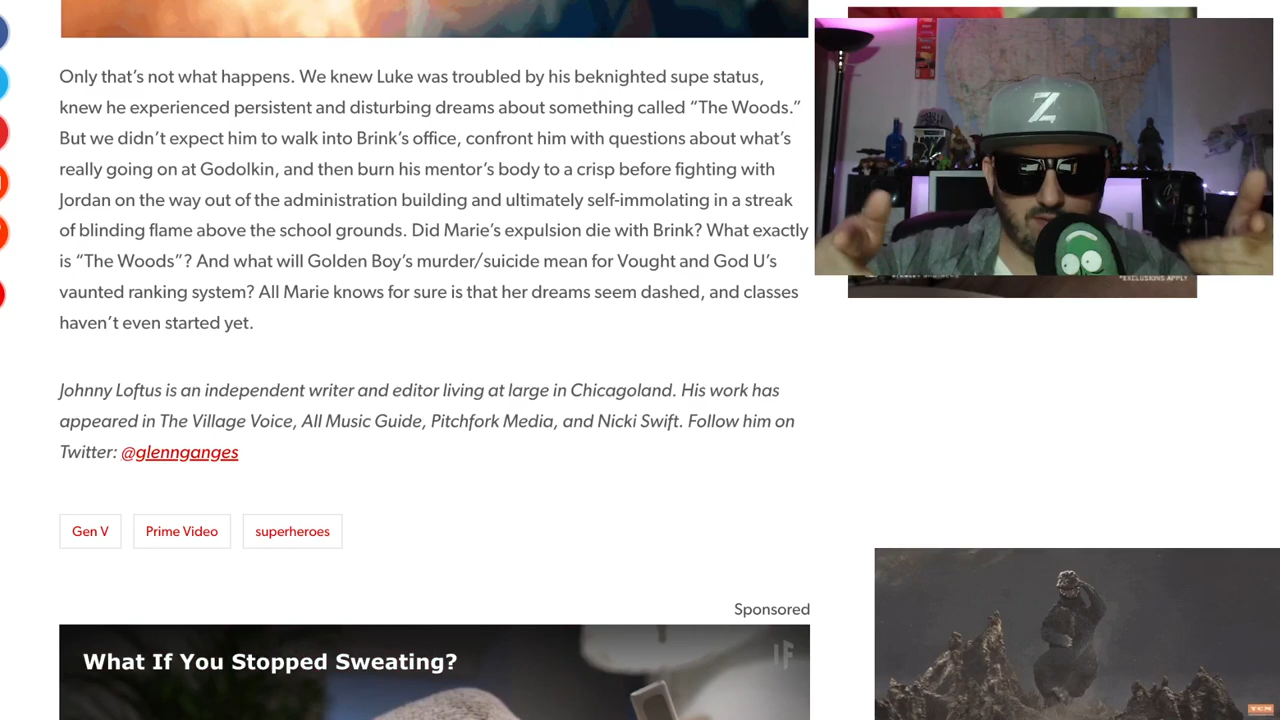 Only that’s not what happens. We knew Luke was troubled by his beknighted supe status,
knew he experienced persistent and disturbing dreams about something called “The Woods.”
But we didn’t expect him to walk into Brink’s office, confront him with questions about what’s
really going on at Godolkin, and then burn his mentor’s body to a crisp before fighting with
Jordan on the way out of the administration building and ultimately self-immolating in a streak
of blinding flame above the school grounds. Did Marie’s expulsion die with Brink? What exactly
is “The Woods”? And what will Golden Boy’s murder/suicide mean for Vought and God U’s
vaunted ranking system? All Marie knows for sure is that her dreams seem dashed, and classes
haven’t even started yet.
Johnny Loftus is an independent writer and editor living at large in Chicagoland. His work has
appeared in The Village Voice, All Music Guide, Pitchfork Media, and Nicki Swift. Follow him on
Twitter: @glennganges
Gen V
Prime Video
superheroes
Sponsored
What If You Stopped Sweating?
IF
Z
*EXCLUSIONS APPLY
TCM